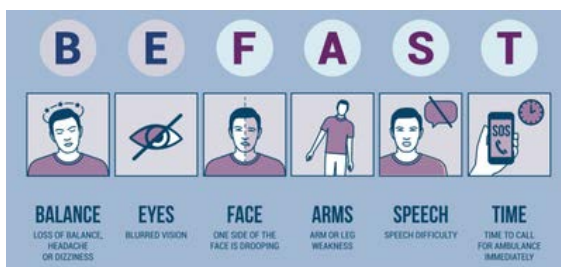 B E F A S T
SOS
BALANCE
LOSS OF BALANCE,
HEADACHE
OR DIZZINESS
EYES
BLURRED VISION
FACE
ONE SIDE OF THE
FACE IS DROOPING
ARMS
ARM OR LEG
WEAKNESS
SPEECH
SPEECH DIFFICULTY
TIME
TIME TO CALL
FOR AMBULANCE
IMMEDIATELY